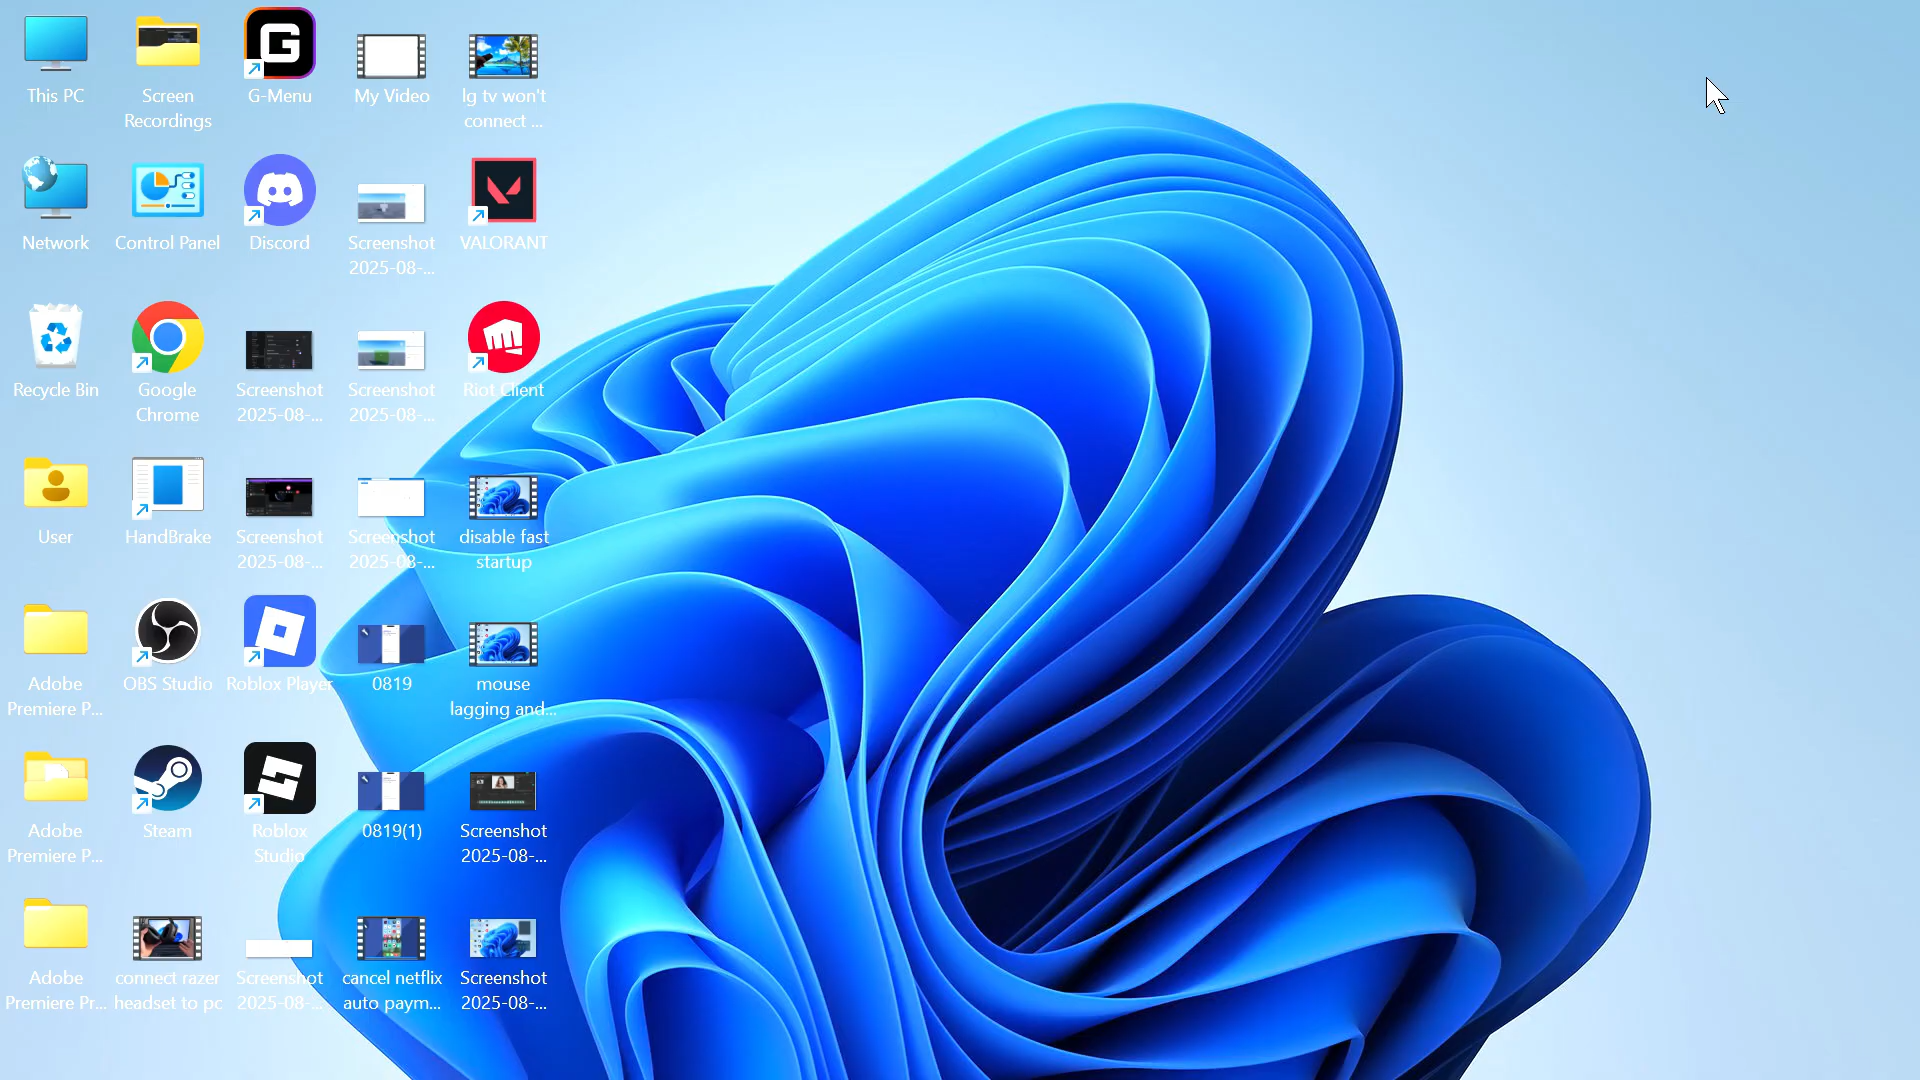 This PC
Screen
Recordings
G-Menu
My Video
lg tv won't
connect ...
Network
Control Panel
Discord
Screenshot
2025-08-...
VALORANT
Recycle Bin
Google
Chrome
Screenshot
2025-08-...
Screenshot
2025-08-...
Riot Client
User
HandBrake
Screenshot
2025-08-...
Screenshot
2025-08-...
disable fast
startup
Adobe
Premiere P...
OBS Studio
Roblox Player
0819
mouse
lagging and...
Adobe
Premiere P...
Steam
Roblox
Studio
0819(1)
Screenshot
2025-08-...
Adobe
Premiere Pr...
connect razer
headset to pc
Screenshot
2025-08-...
cancel netflix
auto paym...
Screenshot
2025-08-...